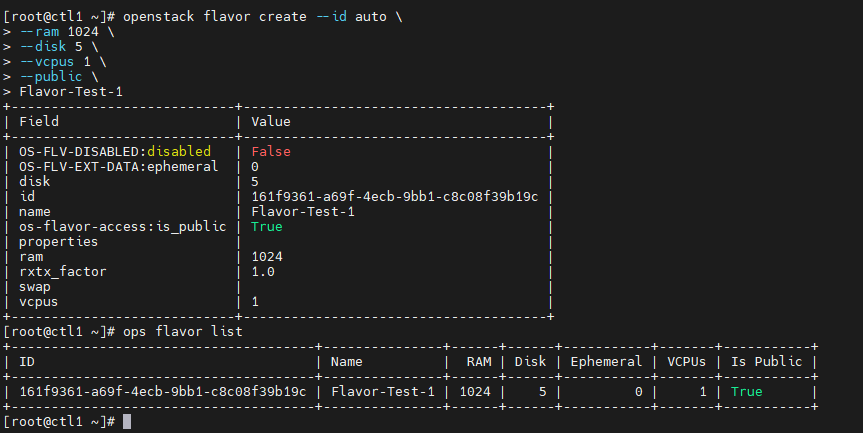 [root@ctl1 ~]# openstack flavor create --id auto \
> --ram 1024 \
> --disk 5 \
> --vcpus 1 \
> --public \
> Flavor-Test-1
+----------------------------+--------------------------------------+
| Field                      | Value                                |
+----------------------------+--------------------------------------+
| OS-FLV-DISABLED:disabled   | False                                |
| OS-FLV-EXT-DATA:ephemeral  | 0                                    |
| disk                       | 5                                    |
| id                         | 161f9361-a69f-4ecb-9bb1-c8c08f39b19c |
| name                       | Flavor-Test-1                        |
| os-flavor-access:is_public | True                                 |
| properties                 |                                      |
| ram                        | 1024                                 |
| rxtx_factor                | 1.0                                  |
| swap                       |                                      |
| vcpus                      | 1                                    |
+----------------------------+--------------------------------------+
[root@ctl1 ~]# ops flavor list
+--------------------------------------+---------------+------+------+-----------+-------+-----------+
| ID                                   | Name          |  RAM | Disk | Ephemeral | VCPUs | Is Public |
+--------------------------------------+---------------+------+------+-----------+-------+-----------+
| 161f9361-a69f-4ecb-9bb1-c8c08f39b19c | Flavor-Test-1 | 1024 |    5 |         0 |     1 | True      |
+--------------------------------------+---------------+------+------+-----------+-------+-----------+
[root@ctl1 ~]#